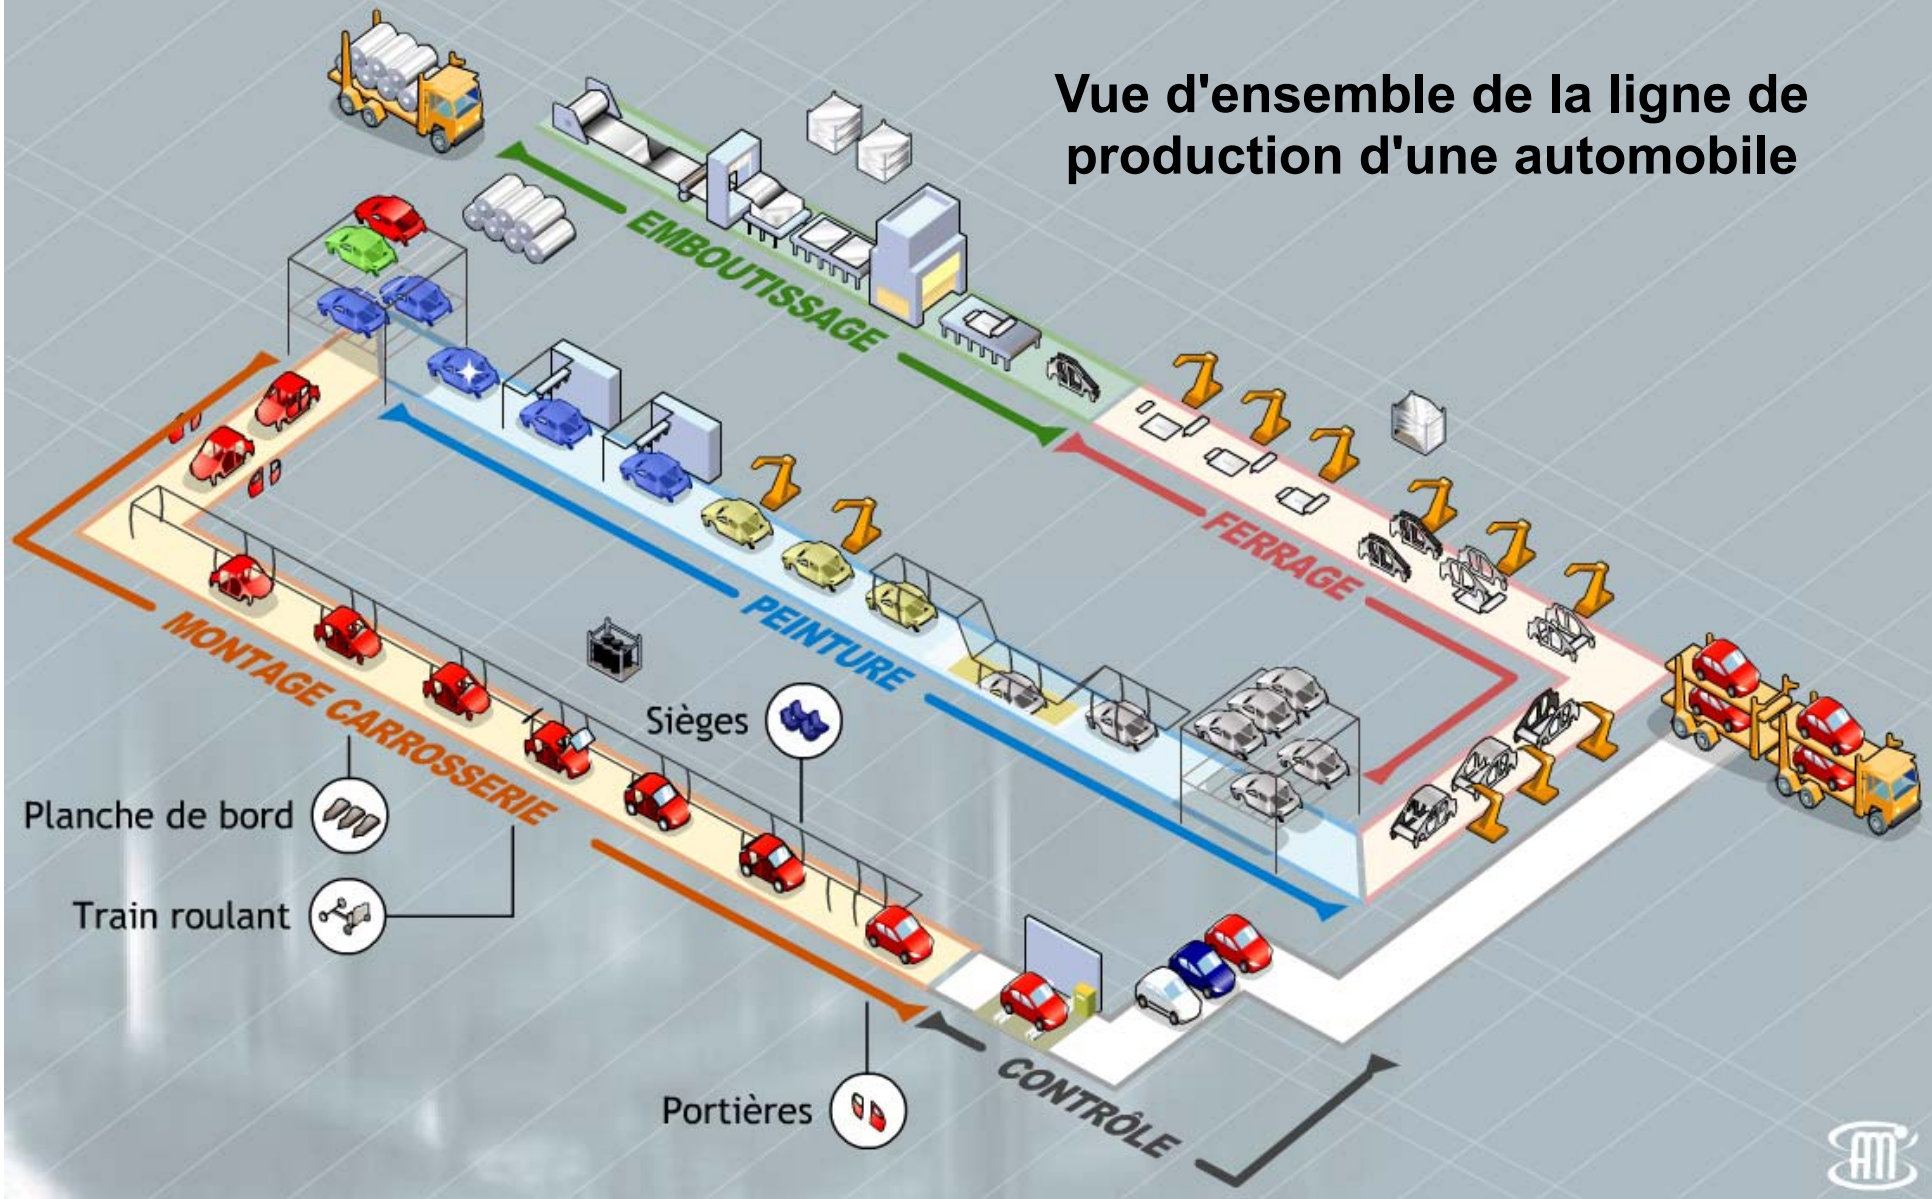 Vue d'ensemble de la ligne de
production d'une automobile
EMBOUTISSAGE
FERRAGE
PEINTURE
MONTAGE CARROSSERIE
Sièges
Planche de bord
Train roulant
Portières
CONTRÔLE